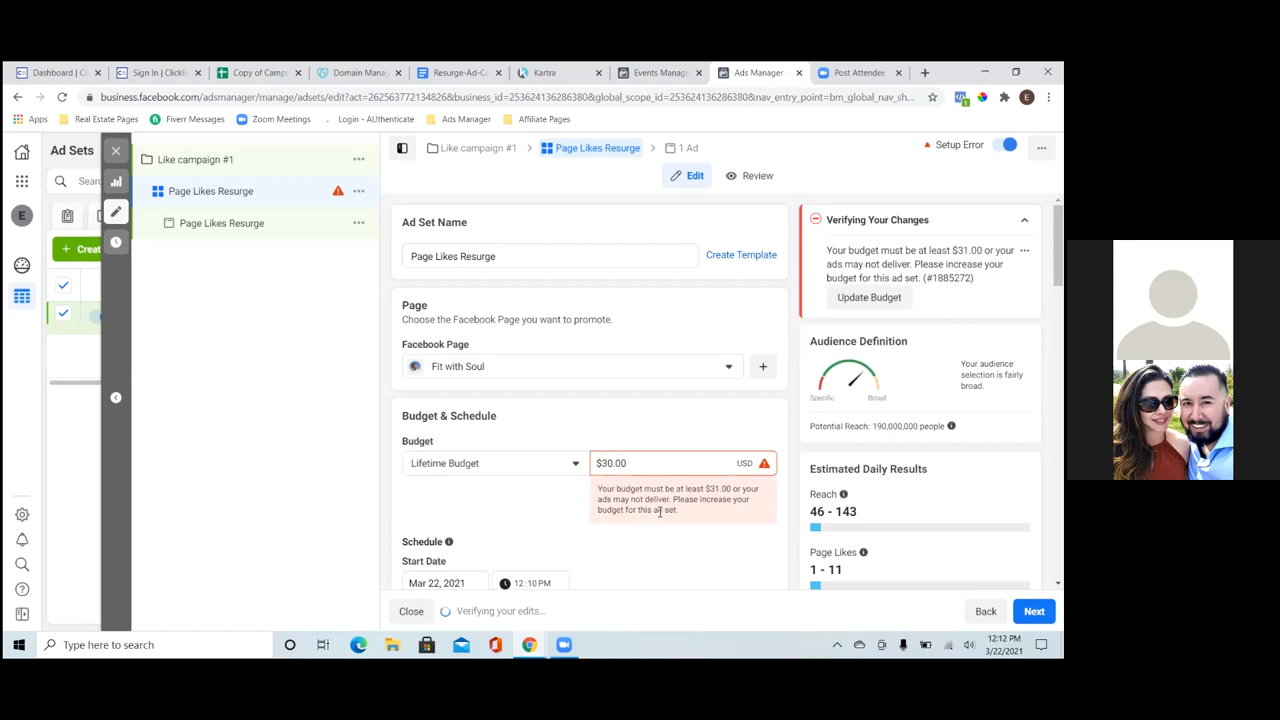 Dashboard | Cl
Sign In | ClickB
Copy of Camp
Domain Mana
Resurge-Ad-Co
Kartra
Events Manage
Ads Manager -
Post Attendee
business.facebook.com/adsmanager/manage/adsets/edit?act=262563772134826&business_id=253624136286380&global_scope_id=253624136286380&nav_entry_point=bm_global_nav_sh...
E
Apps
Real Estate Pages
Fiverr Messages
Zoom Meetings
Login - AUthenticate
Ad Manager
Affiliate Pages
Ad Sets
Sear
E
+ Creat
Like campaign #1
Page Likes Resurge
Page Likes Resurge
Like campaign #1
Page Likes Resurge
1 Ad
Setup Error
Edit
Review
Ad Set Name
Page Likes Resurge
Create Template
Page
Choose the Facebook Page you want to promote.
Facebook Page
Fit with Soul
Budget & Schedule
Budget
Lifetime Budget
$30.00
USD
Your budget must be at least $31.00 or your
ads may not deliver. Please increase your
budget for this ad set.
Schedule
Start Date
Mar 22, 2021
12:10PM
Verifying Your Changes
Your budget must be at least $31.00 or your
ads may not deliver. Please increase your
budget for this ad set. (#1885272)
Update Budget
Audience Definition
Specific
Broad
Your audience
selection is fairly
broad.
Potential Reach: 190,000,000 people
Estimated Daily Results
Reach
46 - 143
Page Likes
1 - 11
Close
Verifying your edits...
Back
Next
Type here to search
12:12 PM
3/22/2021